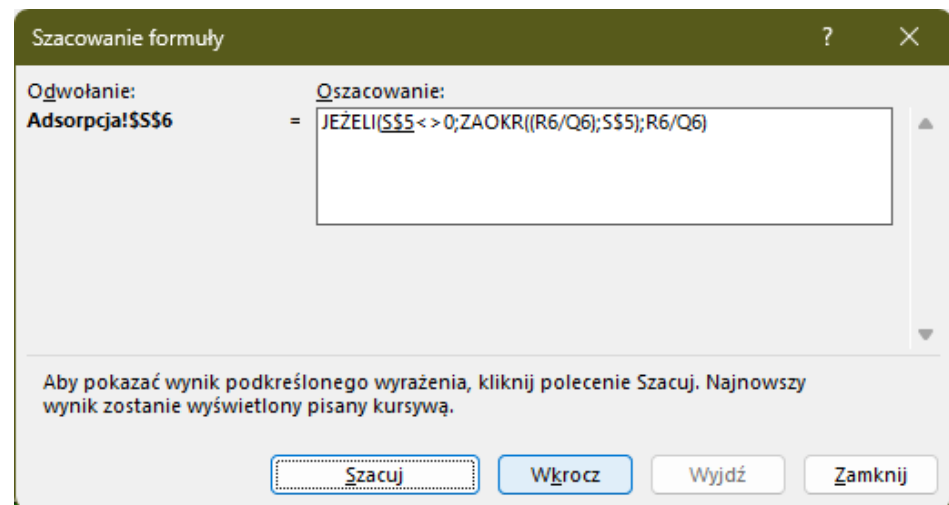 Szacowanie formuły
?
Odwołanie:
Oszacowanie:
Adsorpcja!$S$6
=
JEŻELI(S$5<>0;ZAOKR((R6/Q6);S$5);R6/Q6)
Aby pokazać wynik podkreślonego wyrażenia, kliknij polecenie Szacuj. Najnowszy
wynik zostanie wyświetlony pisany kursywą.
Szacuj
Wkrocz
Wyjdź
Zamknij